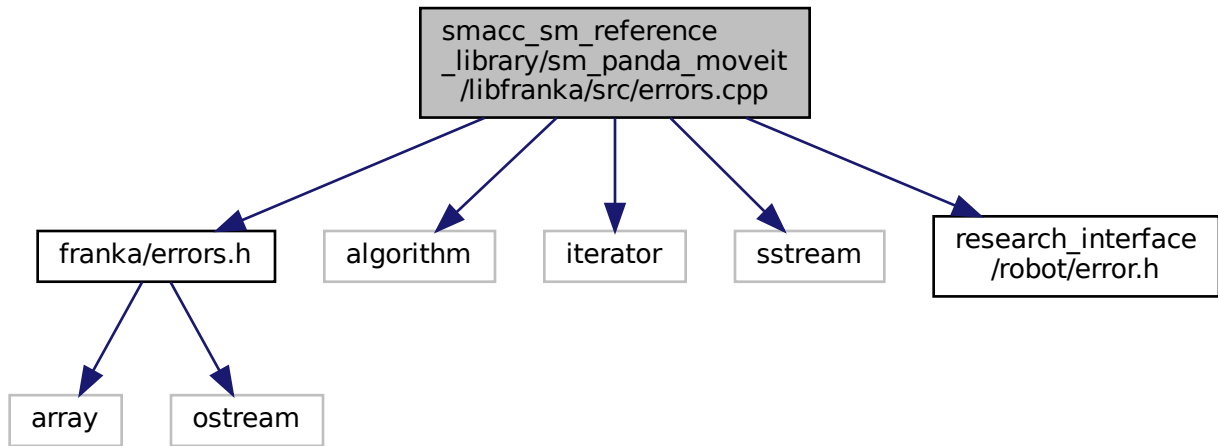 smacc_sm_reference
_library/sm_panda_moveit
/libfranka/src/errors.cpp
franka/errors.h
algorithm
iterator
sstream
research_interface
/robot/error.h
array
ostream